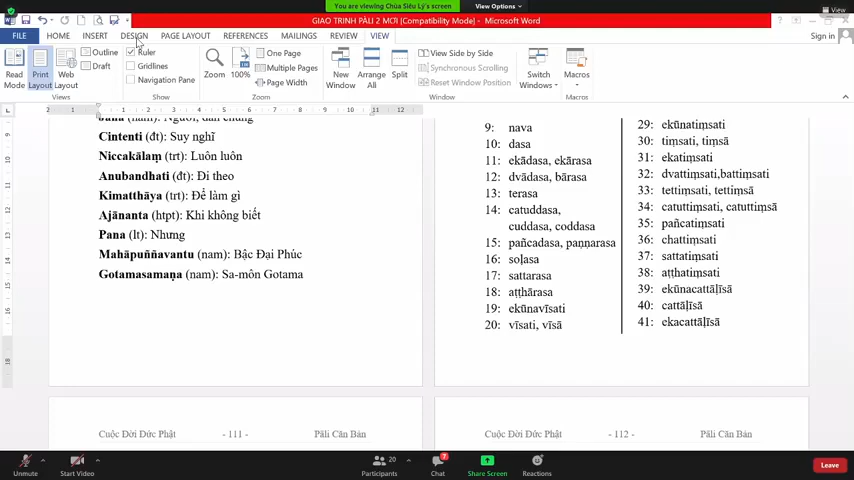 You are viewing Chùa Siêu Lý's screen
View Options
View
GIAO TRINH PÀLI 2 MOI [Compatibility Mode] - Microsoft Word
FILE HOME INSERT DESIGN PAGE LAYOUT REFERENCES MAILINGS REVIEW VIEW Sign in
Read Mode
Print Layout
Web Layout
Outline
Draft
Views
Ruler
Gridlines
Navigation Pane
Show
Zoom
100%
One Page
Multiple Pages
Page Width
Zoom
New Window
Arrange All
Split
View Side by Side
Synchronous Scrolling
Reset Window Position
Window
Switch Windows
Macros
Macros
Cintenti (đt): Suy nghĩ
Niccakālaṃ (trt): Luôn luôn
Anubandhati (đt): Đi theo
Kimatthāya (trt): Để làm gì
Ajānanta (htpt): Khi không biết
Pana (lt): Nhưng
Mahāpuññavantu (nam): Bậc Đại Phúc
Gotamasamaṇa (nam): Sa-môn Gotama
9: nava
10: dasa
11: ekādasa, ekārasa
12: dvādasa, bārasa
13: terasa
14: catuddasa,
cuddasa, coddasa
15: pañcadasa, paṇṇarasa
16: soḷasa
17: sattarasa
18: aṭṭhārasa
19: ekūnavīsati
20: vīsati, vīsā
29: ekūnatiṃsati
30: tiṃsati, tiṃsā
31: ekatiṃsati
32: dvattiṃsati,battiṃsati
33: tettiṃsati, tettiṃsā
34: catuttiṃsati, catuttiṃsā
35: pañcatiṃsati
36: chattiṃsati
37: sattatiṃsati
38: aṭṭhatiṃsati
39: ekūnacattāḷīsā
40: cattāḷīsā
41: ekacattāḷīsā
Cuộc Đời Đức Phật - 111 - Pāli Căn Bản
Cuộc Đời Đức Phật - 112 - Pāli Căn Bản
Unmute
Start Video
Participants 20
Chat 7
Share Screen
Reactions
Leave